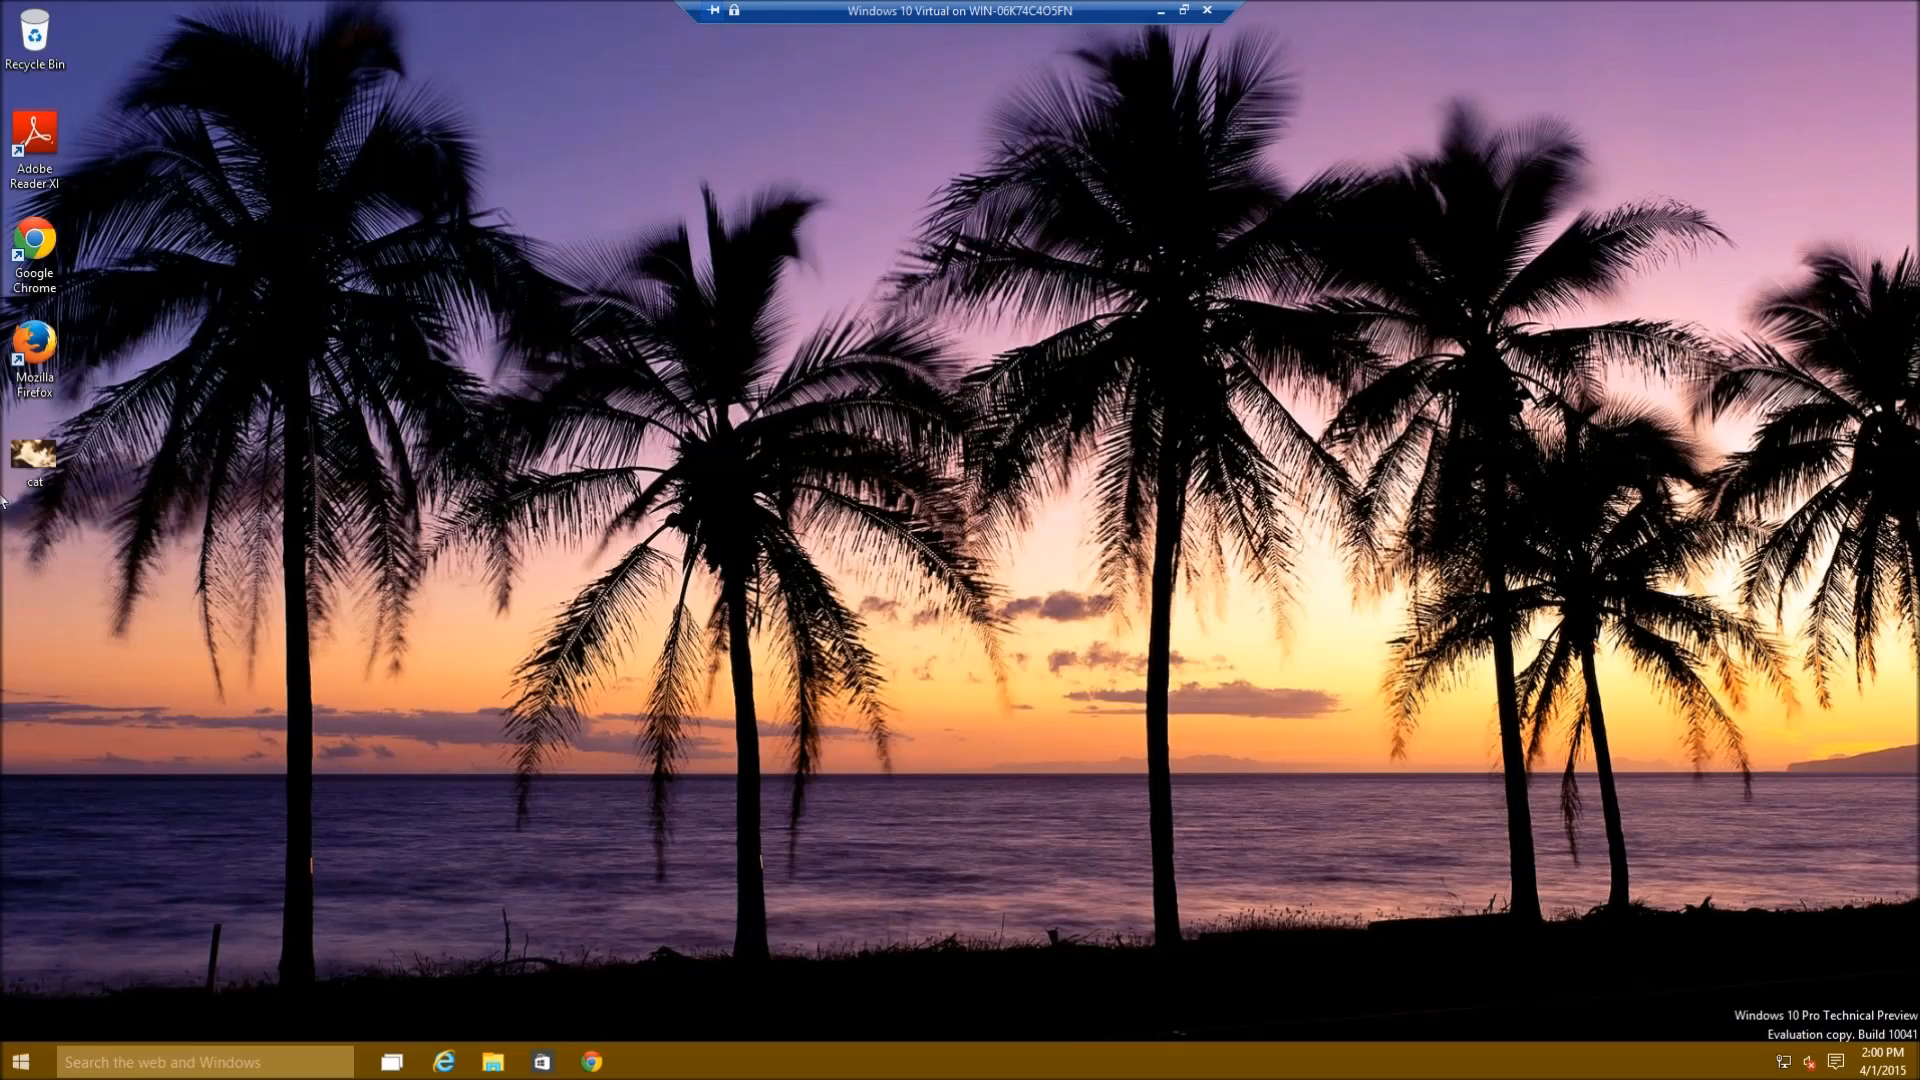 Windows 10 Virtual on WIN-06K74C4O5FN
Recycle Bin
Adobe
Reader XI
Google
Chrome
Mozilla
Firefox
cat
Windows 10 Pro Technical Preview
Evaluation copy. Build 10041
Search the web and Windows
2:00 PM
4/1/2015